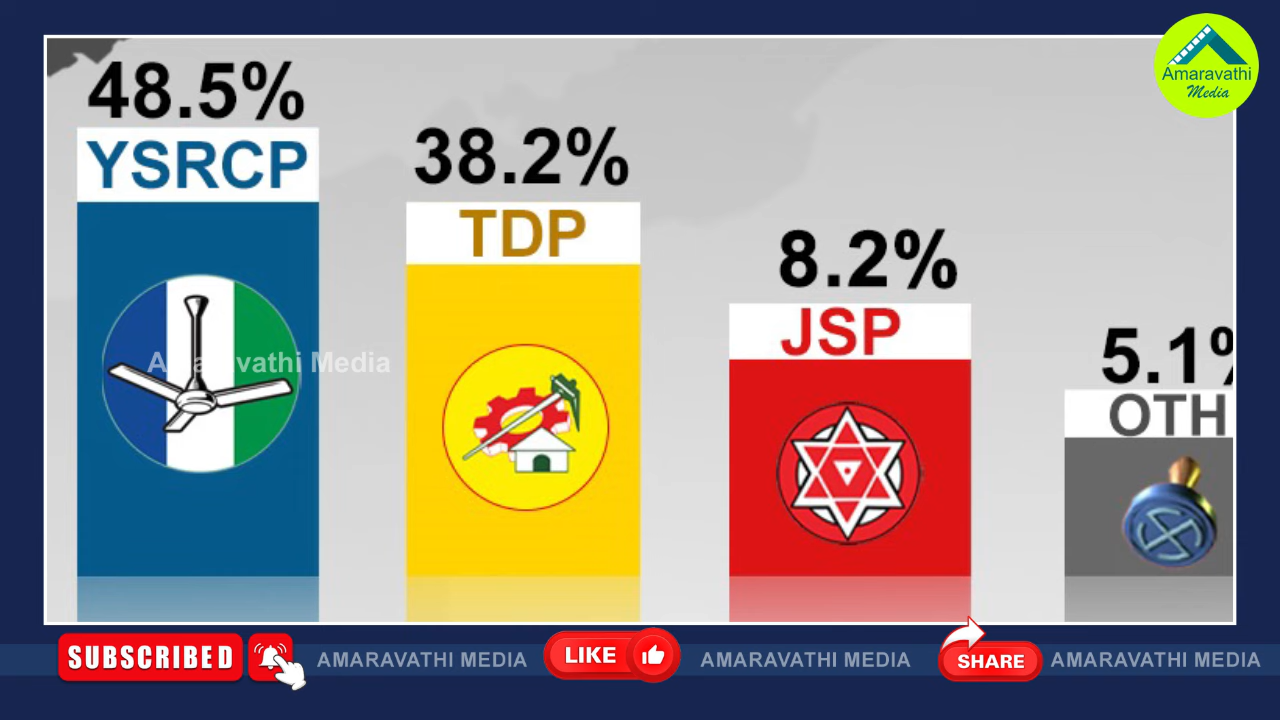 48.5%
YSRCP
38.2%
TDP
8.2%
JSP
5.1%
OTH
Amaravathi
Media
Amaravathi Media
SUBSCRIBED
AMARAVATHI MEDIA
LIKE
AMARAVATHI MEDIA
SHARE
AMARAVATHI MEDIA